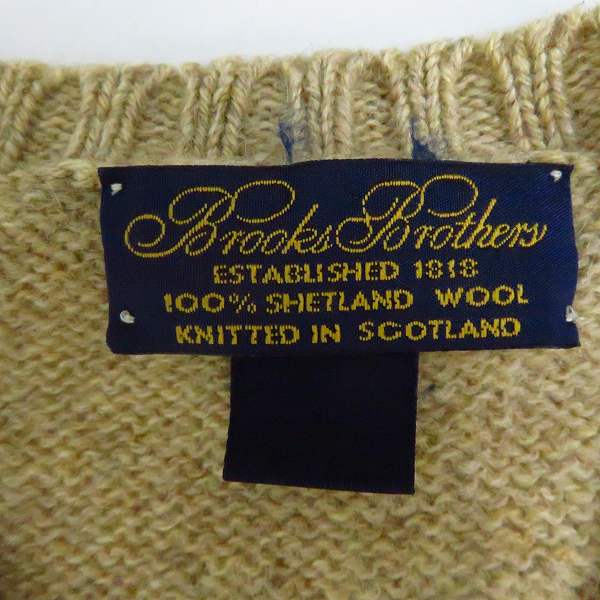 Brooks Brothers
ESTABLISHED 1818
100% SHETLAND WOOL
KNITTED IN SCOTLAND